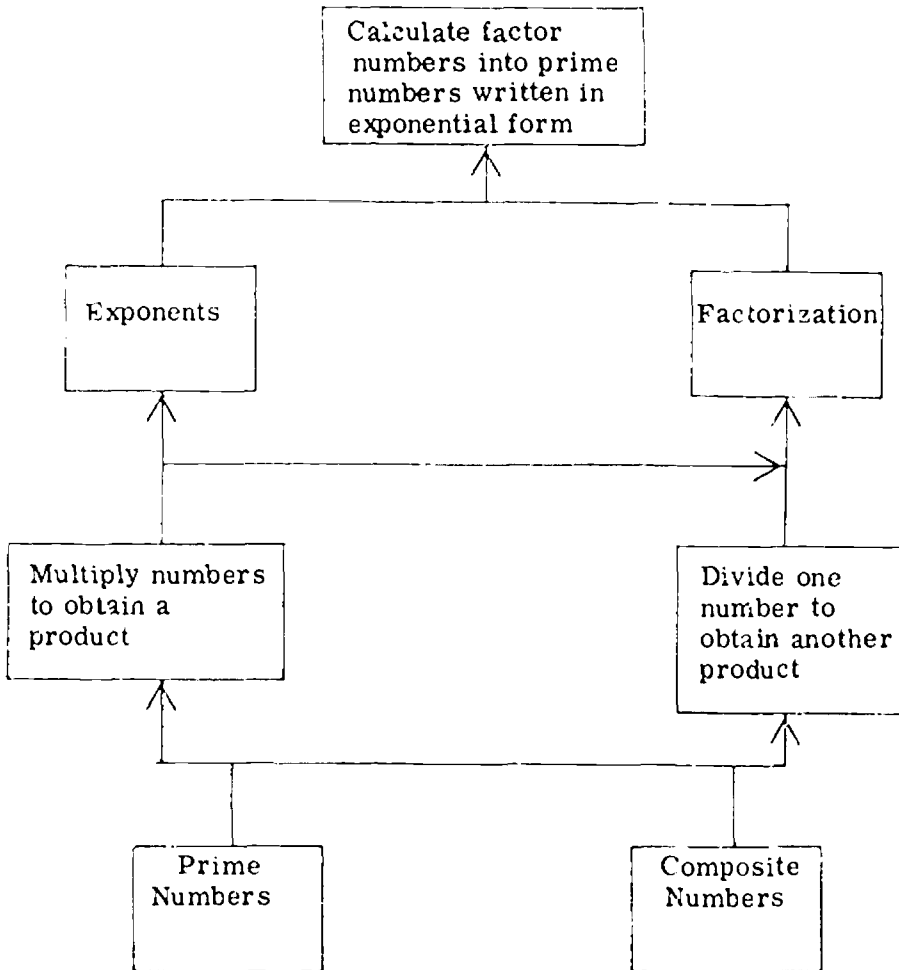 Calculate factor
numbers into prime
numbers written in
exponential form
Exponents
Factorization
Multiply numbers
to obtain a
product
Divide one
number to
obtain another
product
Prime
Numbers
Composite
Numbers